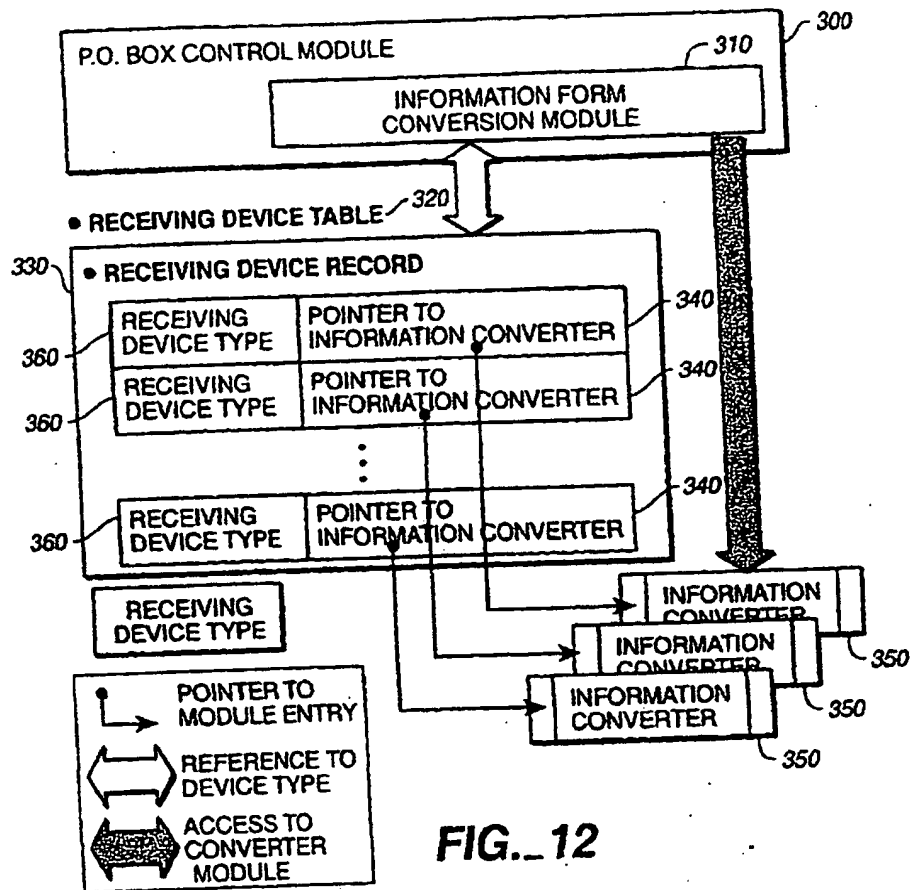 300
P.O. BOX CONTROL MODULE
310
INFORMATION FORM
CONVERSION MODULE
320
• RECEIVING DEVICE TABLE
330
• RECEIVING DEVICE RECORD
360
RECEIVING
DEVICE TYPE
POINTER TO
INFORMATION CONVERTER
340
360
RECEIVING
DEVICE TYPE
POINTER TO
INFORMATION CONVERTER
340
360
RECEIVING
DEVICE TYPE
POINTER TO
INFORMATION CONVERTER
340
RECEIVING
DEVICE TYPE
INFORMATION
CONVERTER
350
INFORMATION
CONVERTER
350
INFORMATION
CONVERTER
350
POINTER TO
MODULE ENTRY
REFERENCE TO
DEVICE TYPE
ACCESS TO
CONVERTER
MODULE
FIG._12